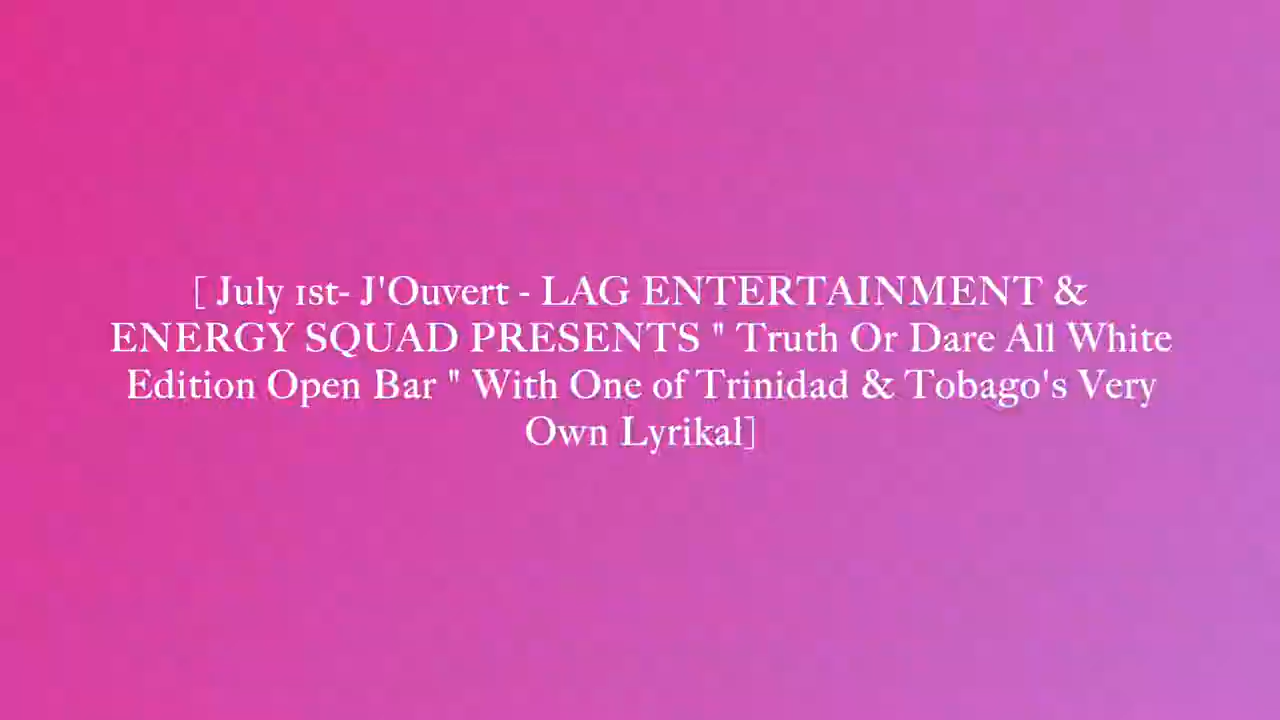 [ July 1st- J'Ouvert - LAG ENTERTAINMENT &
ENERGY SQUAD PRESENTS " Truth Or Dare All White
Edition Open Bar " With One of Trinidad & Tobago's Very
Own Lyrikal]